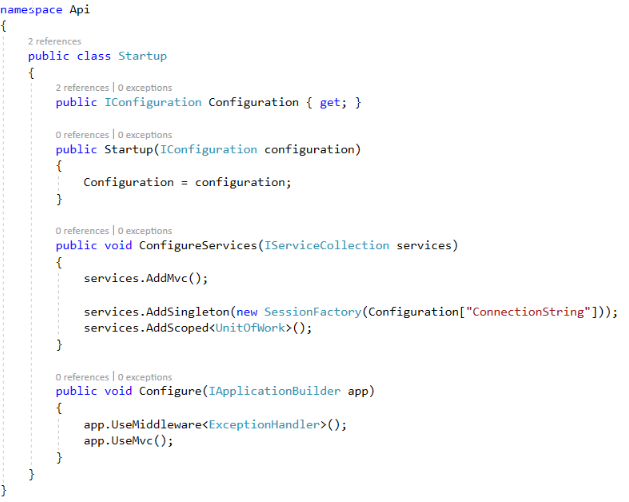 namespace Api
{
2 references
public class Startup
{
2 references | 0 exceptions
public IConfiguration Configuration { get; }
0 references | 0 exceptions
public Startup(IConfiguration configuration)
{
Configuration = configuration;
}
0 references | 0 exceptions
public void ConfigureServices(IServiceCollection services)
{
services.AddMvc();
services.AddSingleton(new SessionFactory(Configuration["ConnectionString"]));
services.AddScoped<UnitOfWork>();
}
0 references | 0 exceptions
public void Configure(IApplicationBuilder app)
{
app.UseMiddleware<ExceptionHandler>();
app.UseMvc();
}
}
}